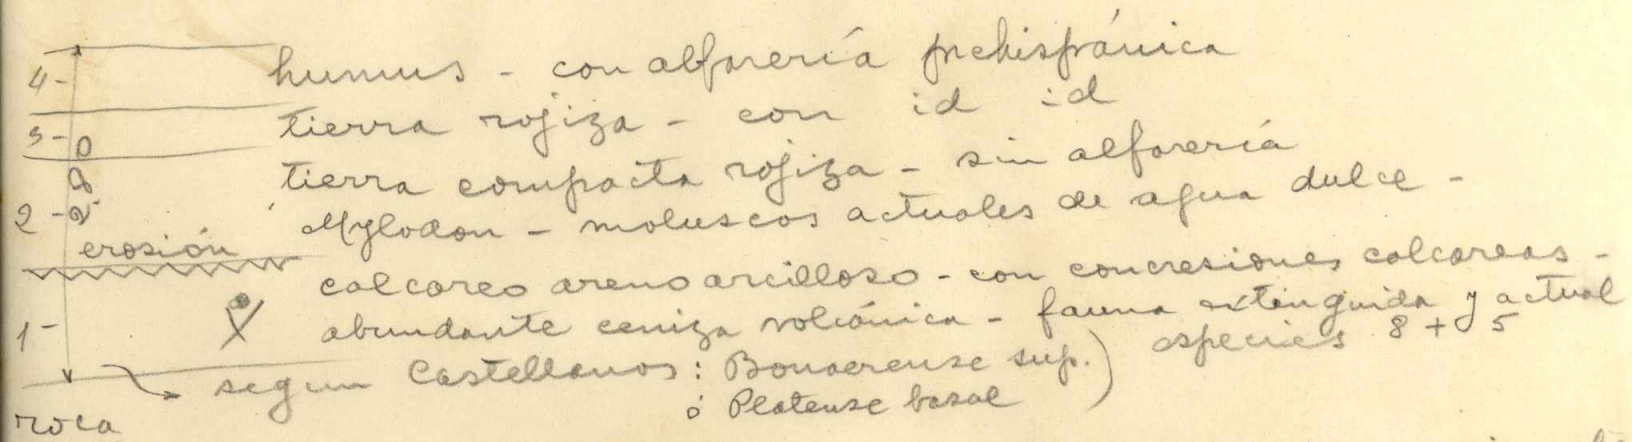 4 - humus - con alfarería prehispánica
3 - tierra rojiza - con id id
tierra compacta rojiza - sin alfarería
2 - Mylodon - moluscos actuales de agua dulce -
erosión
calcareo areno arcilloso - con concresiones calcareas -
1 - abundante ceniza volcánica - fauna extinguida y actual
especies 8 + 5
segun Castellanos : Bonaerense sup. )
ó Platense basal
roca